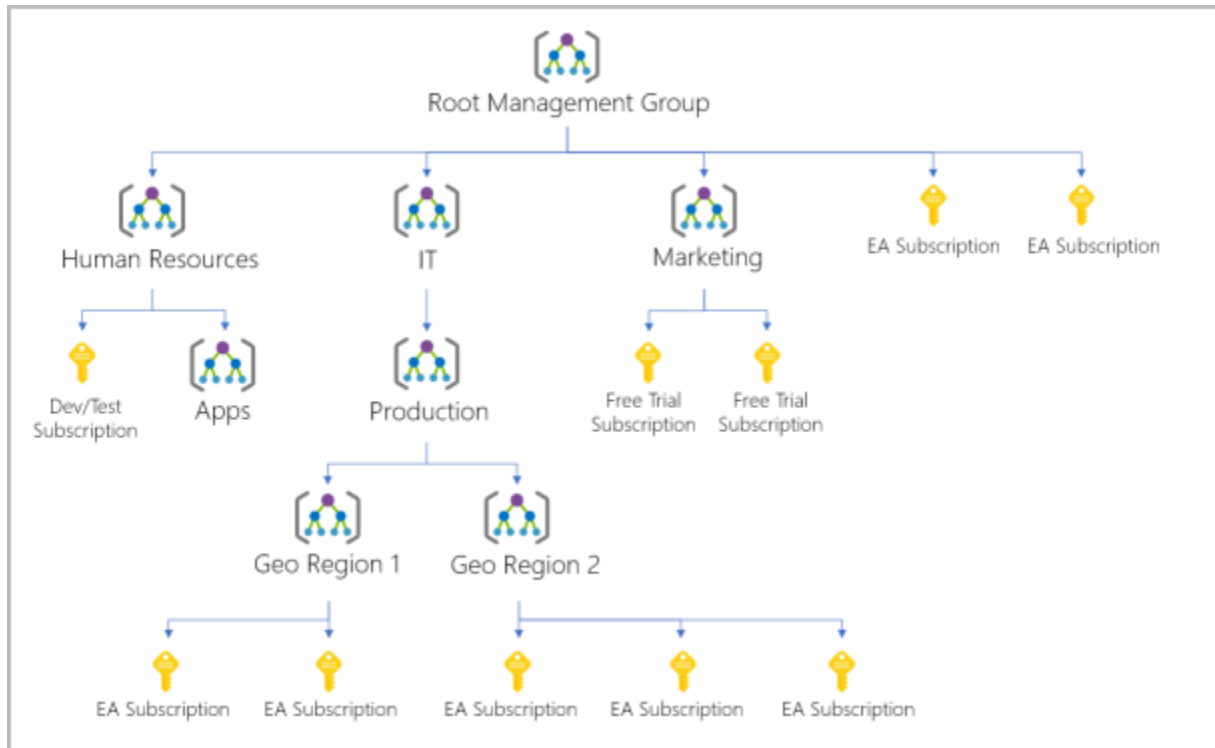 Root Management Group
Human Resources
IT
Marketing
EA Subscription
EA Subscription
Dev/Test
Subscription
Apps
Production
Free Trial
Subscription
Free Trial
Subscription
Geo Region 1
Geo Region 2
EA Subscription
EA Subscription
EA Subscription
EA Subscription
EA Subscription